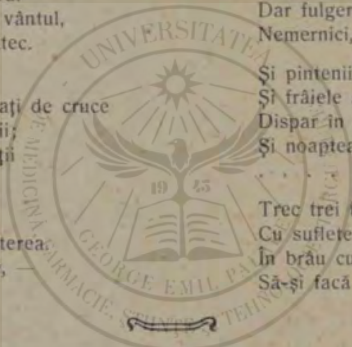 vântul,
tec.
ați de cruce
ii;
ții
terea.
, —
Dar fulger
Nemernici,
Și pintenii
Și frâiele
Dispar în
Și noaptea
. . . .
Trec trei
Cu suflete
În brâu cu
Să-și facă
UNIVERSITATEA DE MEDICINĂ, FARMACIE, ȘTIINȚE ȘI TEHNOLOGIE
GEORGE EMIL PALADE
1945